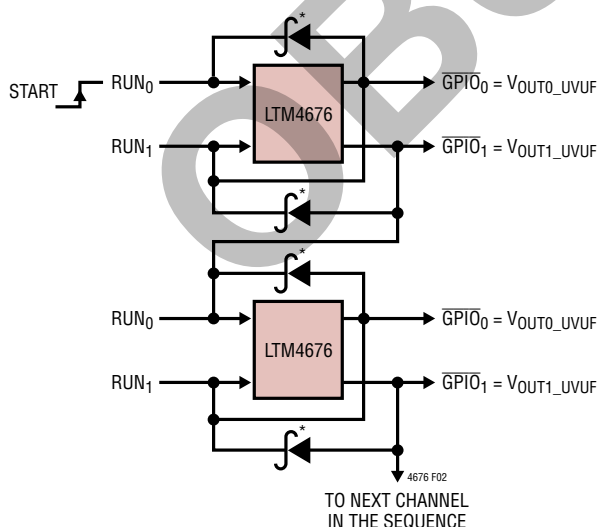 *
START
RUN0
GPIO0 = VOUT0_UVUF
LTM4676
RUN1
GPIO1 = VOUT1_UVUF
*
*
RUN0
GPIO0 = VOUT0_UVUF
LTM4676
RUN1
GPIO1 = VOUT1_UVUF
*
4676 F02
TO NEXT CHANNEL
IN THE SEQUENCE